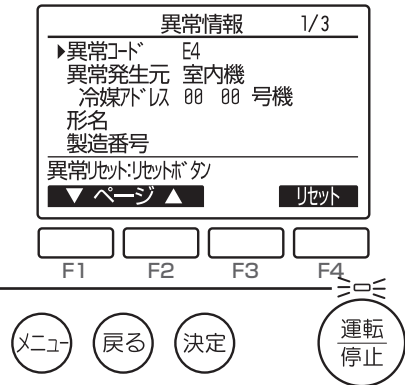 異常情報 1/3
▶異常コード E4
異常発生元 室内機
冷媒アドレス 00 00 号機
形名
製造番号
異常リセット:リセットボタン
▼ ページ ▲ リセット
F1 F2 F3 F4
メニュー 戻る 決定 運転
停止